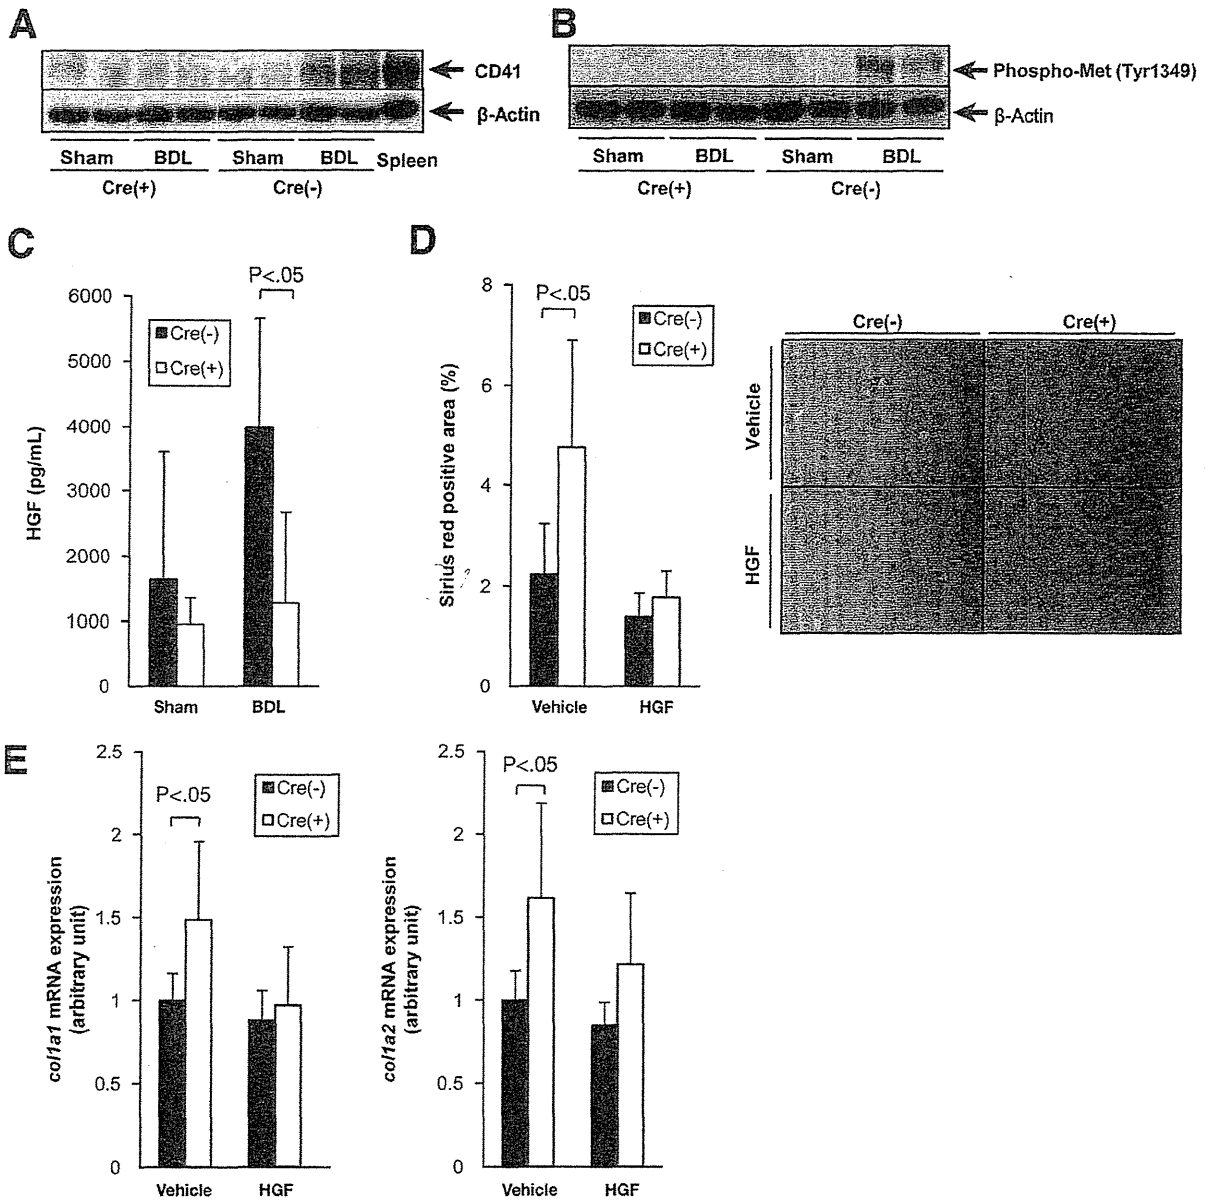 A
CD41
β-Actin
Sham BDL Sham BDL Spleen
Cre(+) Cre(-)
B
Phospho-Met (Tyr1349)
β-Actin
Sham BDL Sham BDL
Cre(+) Cre(-)
C
P<.05
6000
5000
4000
3000
2000
1000
0
HGF (pg/mL)
Cre(-)
Cre(+)
Sham BDL
D
P<.05
8
6
4
2
0
Sirius red positive area (%)
Cre(-)
Cre(+)
Vehicle HGF
Cre(-) Cre(+)
Vehicle
HGF
E
2.5
2
1.5
1
0.5
0
col1a1 mRNA expression
(arbitrary unit)
P<.05
Cre(-)
Cre(+)
Vehicle HGF
2.5
2
1.5
1
0.5
0
col1a2 mRNA expression
(arbitrary unit)
P<.05
Cre(-)
Cre(+)
Vehicle HGF